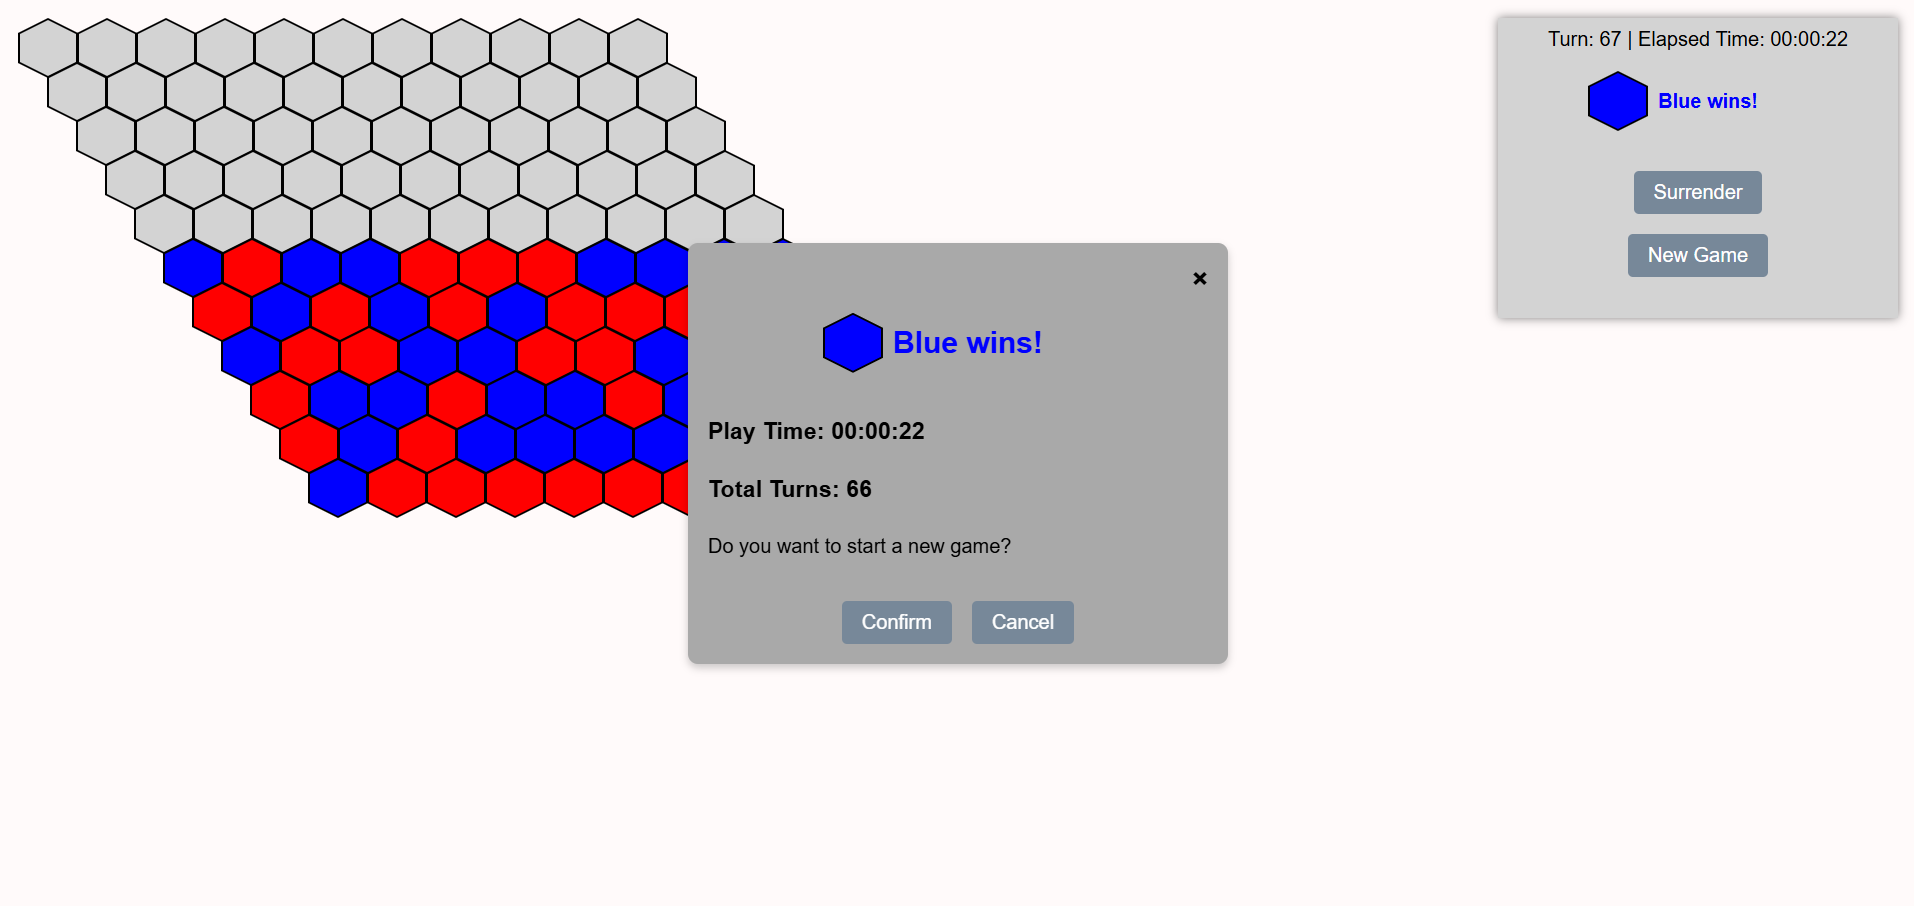 Turn: 67 | Elapsed Time: 00:00:22
Blue wins!
Surrender
New Game
×
Blue wins!
Play Time: 00:00:22
Total Turns: 66
Do you want to start a new game?
Confirm Cancel